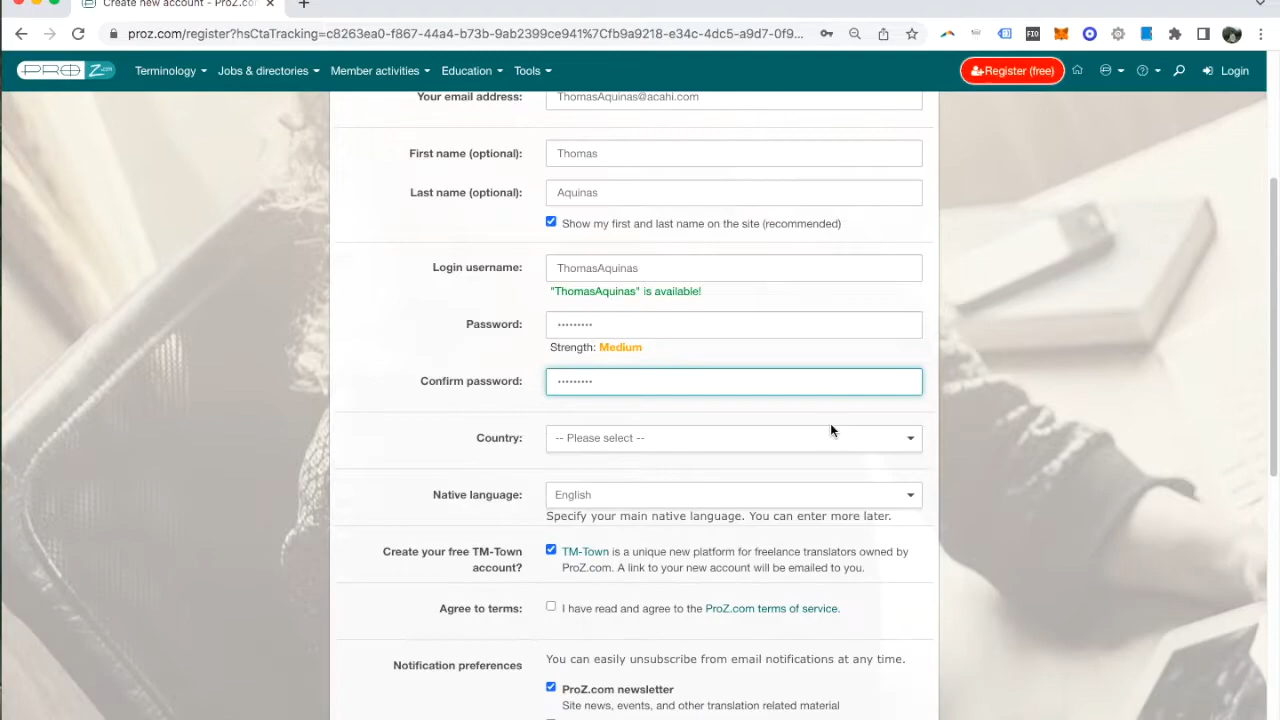 Create new account - ProZ.co
proz.com/register?hsCtaTracking=c8263ea0-f867-44a4-b73b-9ab2399ce941%7Cfb9a9218-e34c-4dc5-a9d7-0f9...
FIO
PROZ.com
Terminology
Jobs & directories
Member activities
Education
Tools
Register (free)
Login
Your email address:
ThomasAquinas@acahi.com
First name (optional):
Thomas
Last name (optional):
Aquinas
Show my first and last name on the site (recommended)
Login username:
ThomasAquinas
"ThomasAquinas" is available!
Password:
•••••••••
Strength: Medium
Confirm password:
•••••••••
Country:
-- Please select --
Native language:
English
Specify your main native language. You can enter more later.
Create your free TM-Town
account?
TM-Town is a unique new platform for freelance translators owned by
ProZ.com. A link to your new account will be emailed to you.
Agree to terms:
I have read and agree to the ProZ.com terms of service.
Notification preferences
You can easily unsubscribe from email notifications at any time.
ProZ.com newsletter
Site news, events, and other translation related material